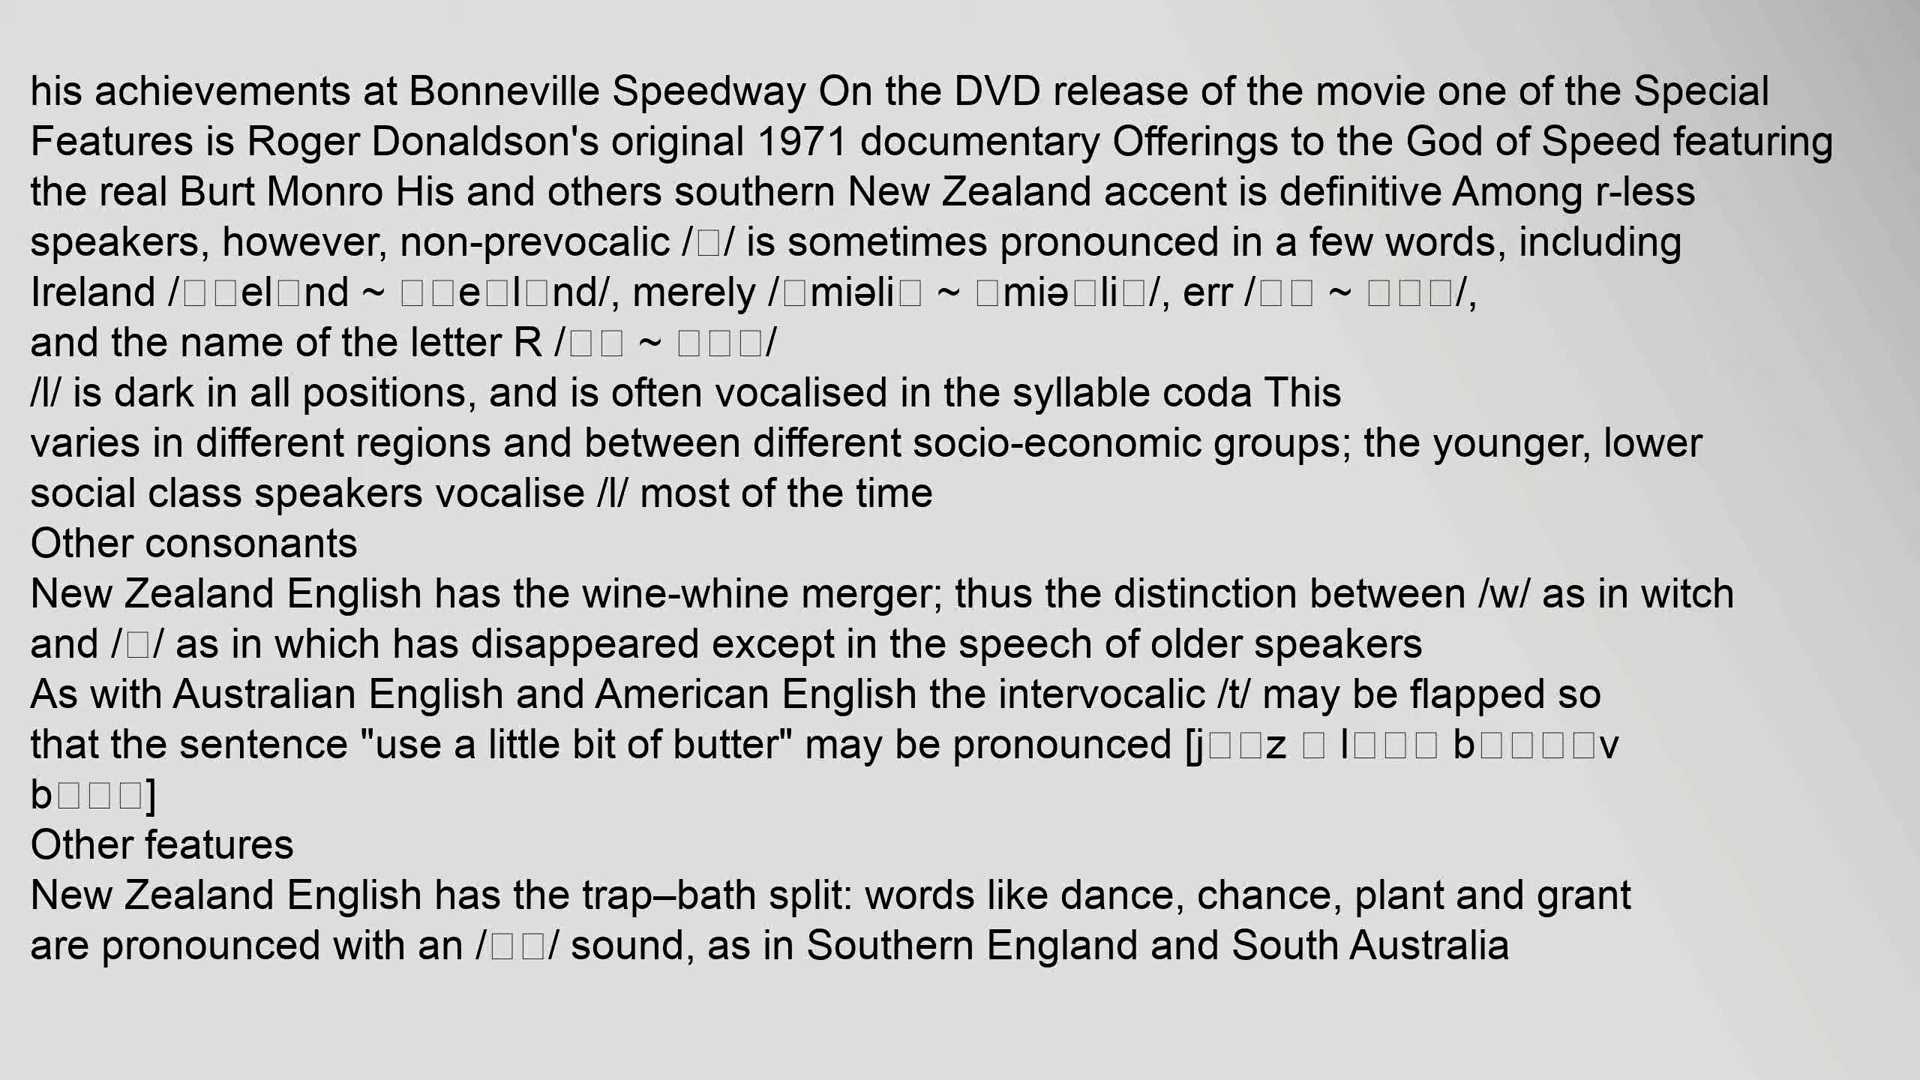 his achievements at Bonneville Speedway On the DVD release of the movie one of the Special
Features is Roger Donaldson's original 1971 documentary Offerings to the God of Speed featuring
the real Burt Monro His and others southern New Zealand accent is definitive Among r-less
speakers, however, non-prevocalic /□/ is sometimes pronounced in a few words, including
Ireland /□□el□nd ~ □□e□l□nd/, merely /□miəli□ ~ □miə□li□/, err /□□ ~ □□□/,
and the name of the letter R /□□ ~ □□□/
/l/ is dark in all positions, and is often vocalised in the syllable coda This
varies in different regions and between different socio-economic groups; the younger, lower
social class speakers vocalise /l/ most of the time
Other consonants
New Zealand English has the wine-whine merger; thus the distinction between /w/ as in witch
and /□/ as in which has disappeared except in the speech of older speakers
As with Australian English and American English the intervocalic /t/ may be flapped so
that the sentence "use a little bit of butter" may be pronounced [j□□z □ l□□□ b□□□□v
b□□□]
Other features
New Zealand English has the trap–bath split: words like dance, chance, plant and grant
are pronounced with an /□□/ sound, as in Southern England and South Australia